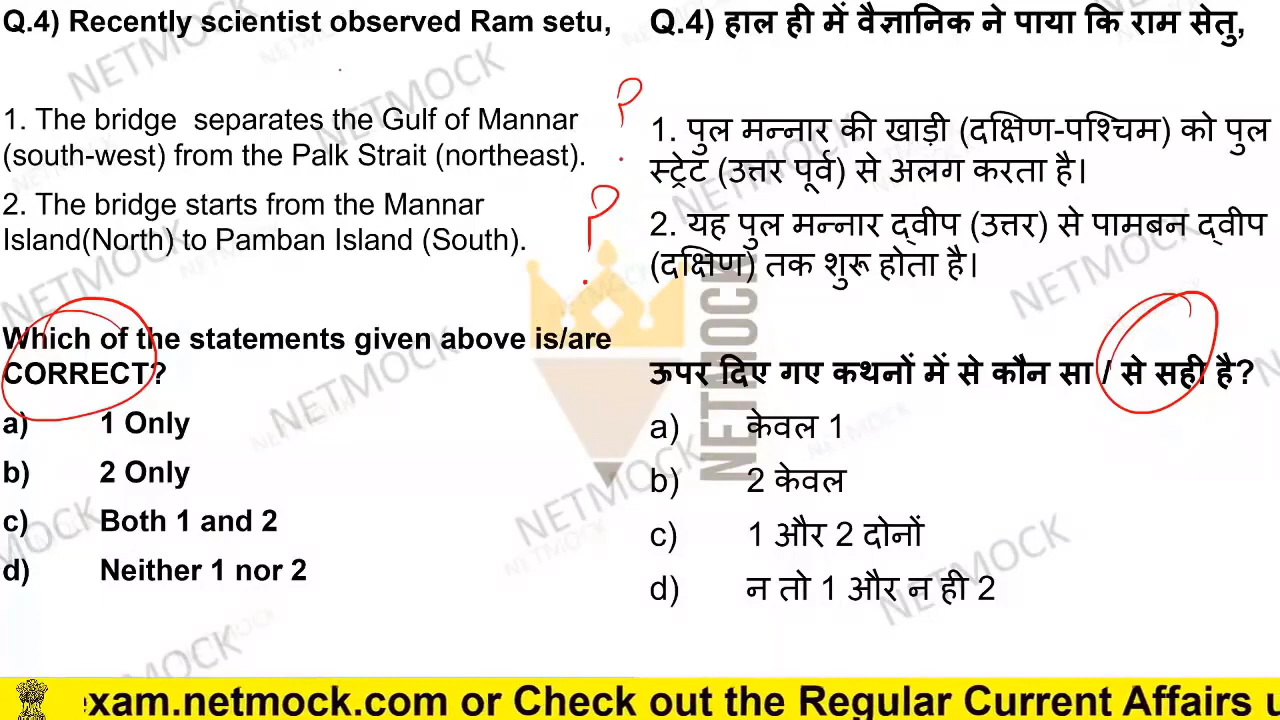 Q.4) Recently scientist observed Ram setu,
1. The bridge separates the Gulf of Mannar
(south-west) from the Palk Strait (northeast).
2. The bridge starts from the Mannar
Island(North) to Pamban Island (South).
Which of the statements given above is/are
CORRECT?
a) 1 Only
b) 2 Only
c) Both 1 and 2
d) Neither 1 nor 2
Q.4) हाल ही में वैज्ञानिक ने पाया कि राम सेतु,
1. पुल मन्नार की खाड़ी (दक्षिण-पश्चिम) को पुल
स्ट्रेट (उत्तर पूर्व) से अलग करता है।
2. यह पुल मन्नार द्वीप (उत्तर) से पामबन द्वीप
(दक्षिण) तक शुरू होता है।
ऊपर दिए गए कथनों में से कौन सा / से सही है?
a) केवल 1
b) 2 केवल
c) 1 और 2 दोनों
d) न तो 1 और न ही 2
NETMOCK
exam.netmock.com or Check out the Regular Current Affairs u